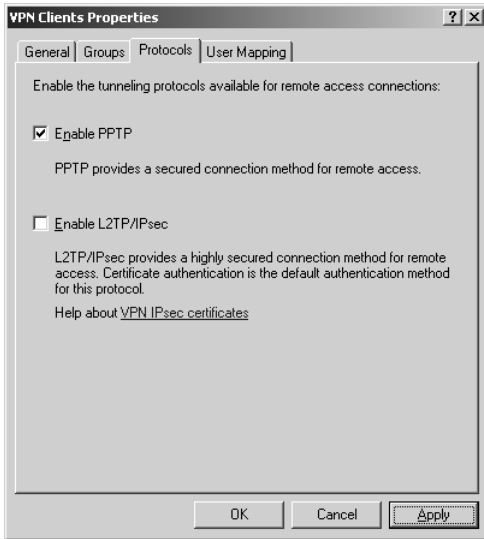 VPN Clients Properties
? X
General Groups Protocols User Mapping
Enable the tunneling protocols available for remote access connections:
Enable PPTP
PPTP provides a secured connection method for remote access.
Enable L2TP/IPsec
L2TP/IPsec provides a highly secured connection method for remote
access. Certificate authentication is the default authentication method
for this protocol.
Help about VPN IPsec certificates
OK Cancel Apply